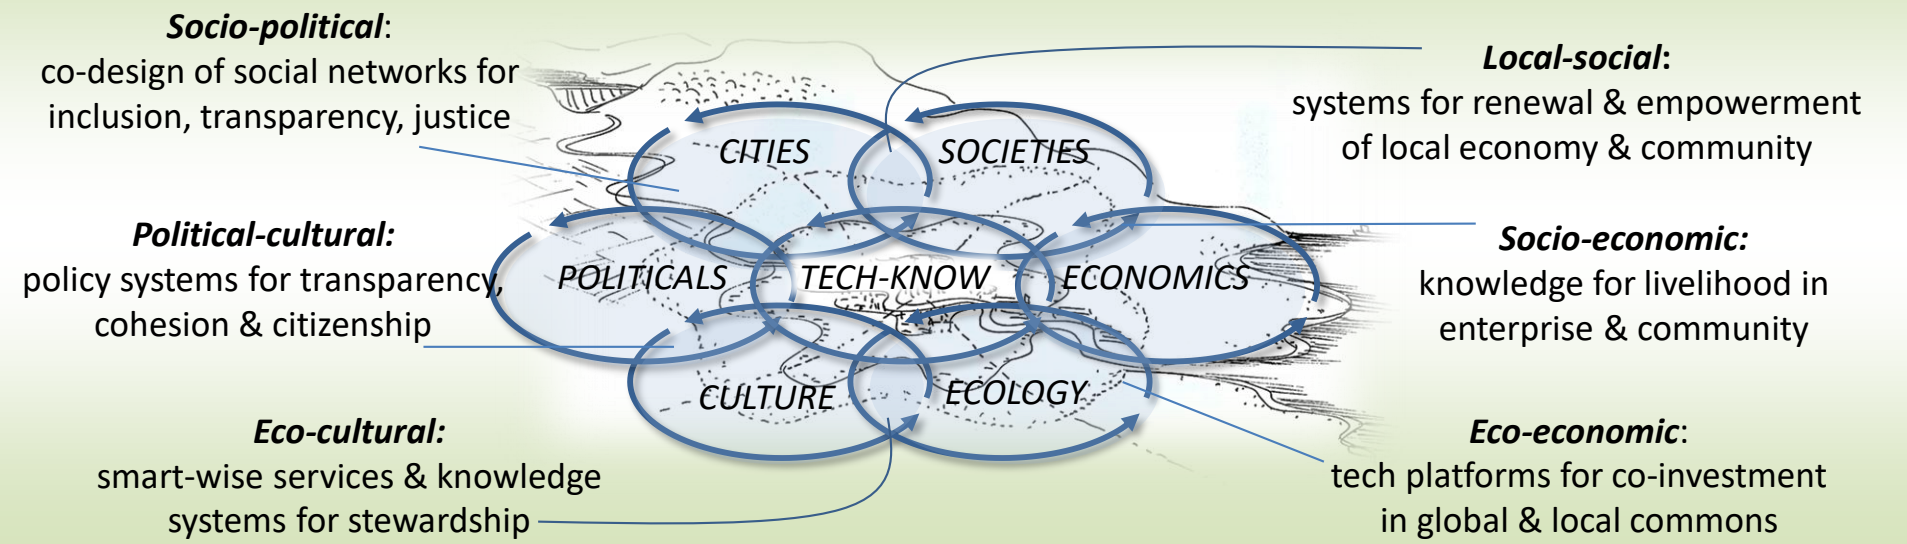 Socio-political:
co-design of social networks for
inclusion, transparency, justice
Political-cultural:
policy systems for transparency,
cohesion & citizenship
Eco-cultural:
smart-wise services & knowledge
systems for stewardship
CITIES
SOCIETIES
POLITICALS
TECH-KNOW
ECONOMICS
CULTURE
ECOLOGY
Local-social:
systems for renewal & empowerment
of local economy & community
Socio-economic:
knowledge for livelihood in
enterprise & community
Eco-economic:
tech platforms for co-investment
in global & local commons